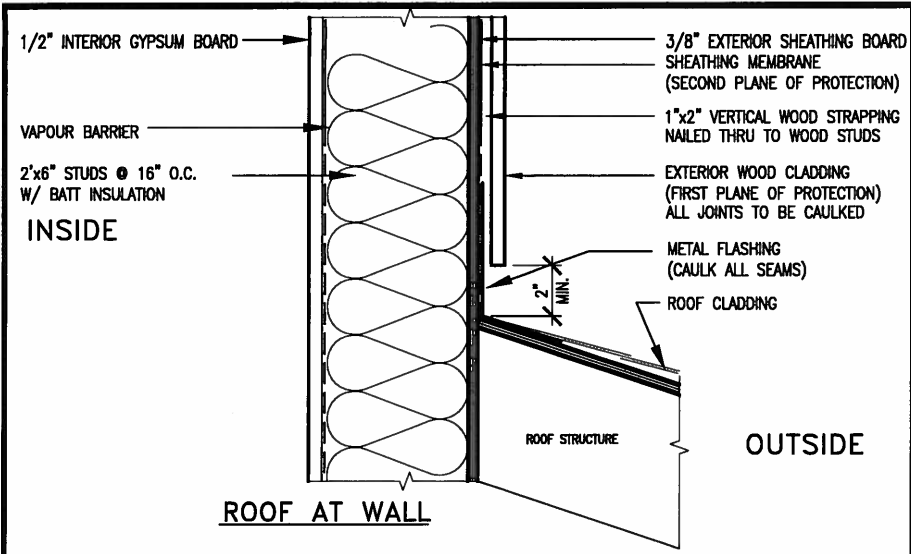 1/2" INTERIOR GYPSUM BOARD
VAPOUR BARRIER
2'x6" STUDS @ 16" O.C.
W/ BATT INSULATION
INSIDE
3/8" EXTERIOR SHEATHING BOARD
SHEATHING MEMBRANE
(SECOND PLANE OF PROTECTION)
1"x2" VERTICAL WOOD STRAPPING
NAILED THRU TO WOOD STUDS
EXTERIOR WOOD CLADDING
(FIRST PLANE OF PROTECTION)
ALL JOINTS TO BE CAULKED
METAL FLASHING
(CAULK ALL SEAMS)
2"
MIN.
ROOF CLADDING
ROOF STRUCTURE
OUTSIDE
ROOF AT WALL